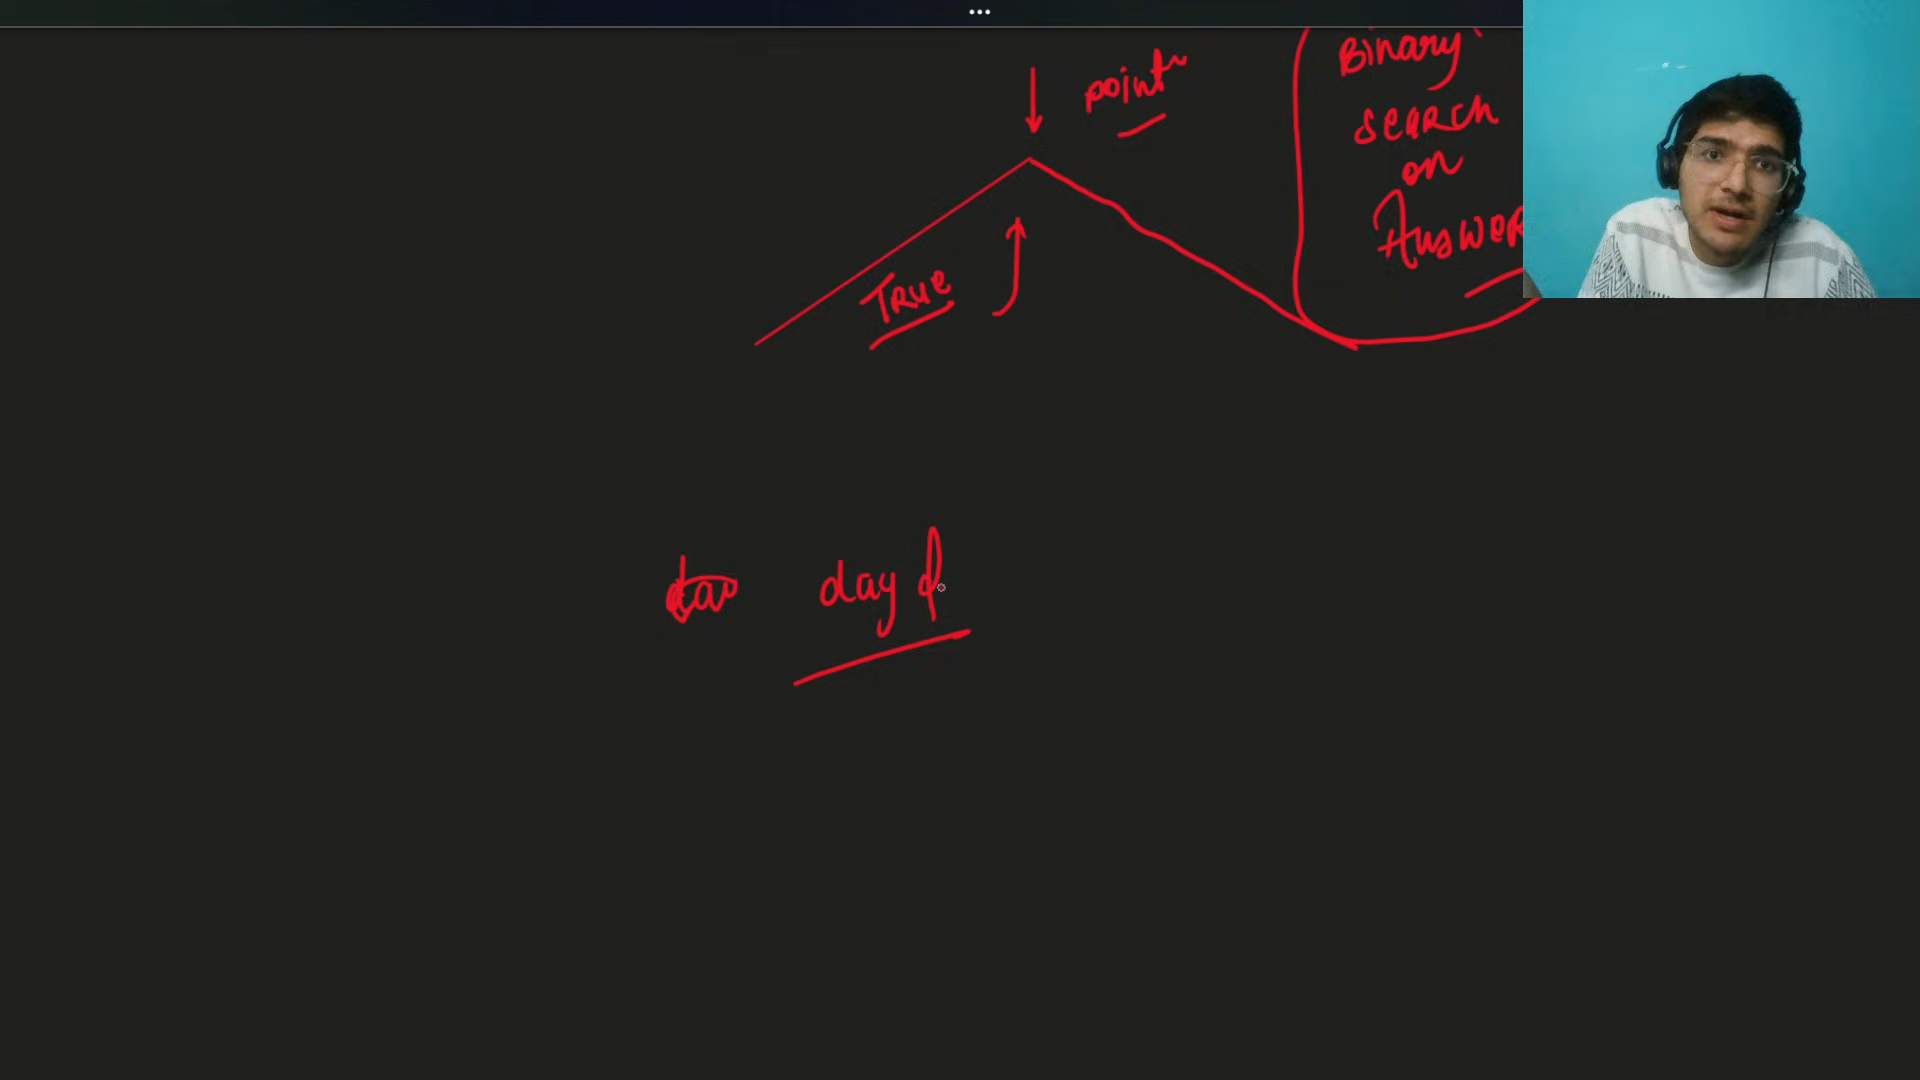 point
Binary
search
on
Answer
True
day